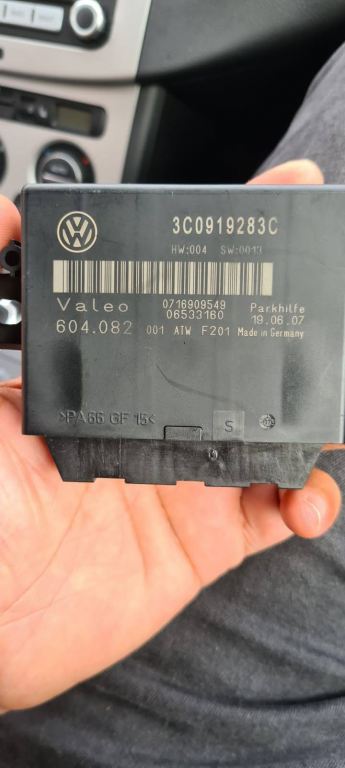 3C0919283C
HW:004 SW:0013
Valeo 0716909549 Parkhilfe
06533160 19.06.07
604.082 001 ATW F201 Made in Germany
>PA66 GF 15<
S